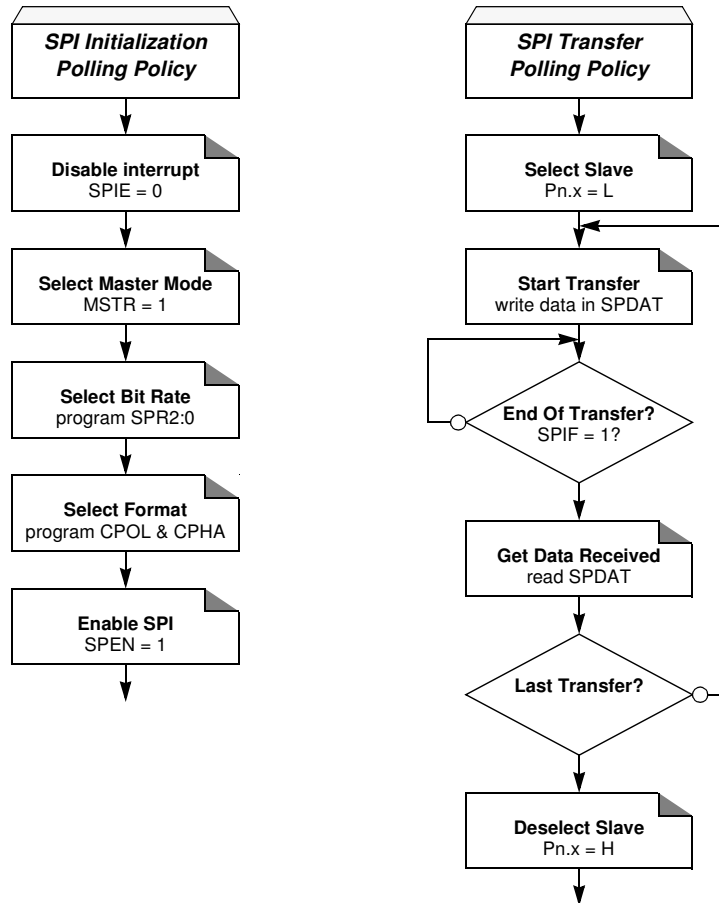 SPI Initialization
Polling Policy
Disable interrupt
SPIE = 0
Select Master Mode
MSTR = 1
Select Bit Rate
program SPR2:0
Select Format
program CPOL & CPHA
Enable SPI
SPEN = 1
SPI Transfer
Polling Policy
Select Slave
Pn.x = L
Start Transfer
write data in SPDAT
End Of Transfer?
SPIF = 1?
Get Data Received
read SPDAT
Last Transfer?
Deselect Slave
Pn.x = H